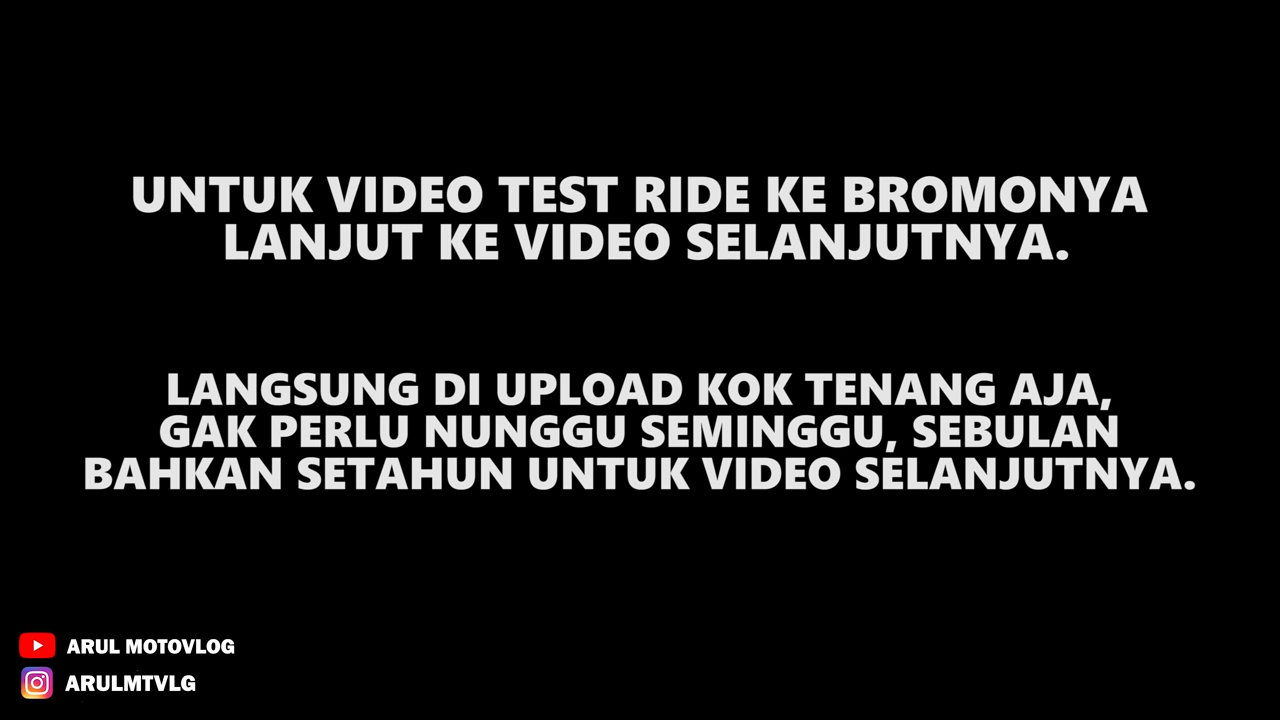 UNTUK VIDEO TEST RIDE KE BROMONYA
LANJUT KE VIDEO SELANJUTNYA.
LANGSUNG DI UPLOAD KOK TENANG AJA,
GAK PERLU NUNGGU SEMINGGU, SEBULAN
BAHKAN SETAHUN UNTUK VIDEO SELANJUTNYA.
ARUL MOTOVLOG
ARULMTVLG